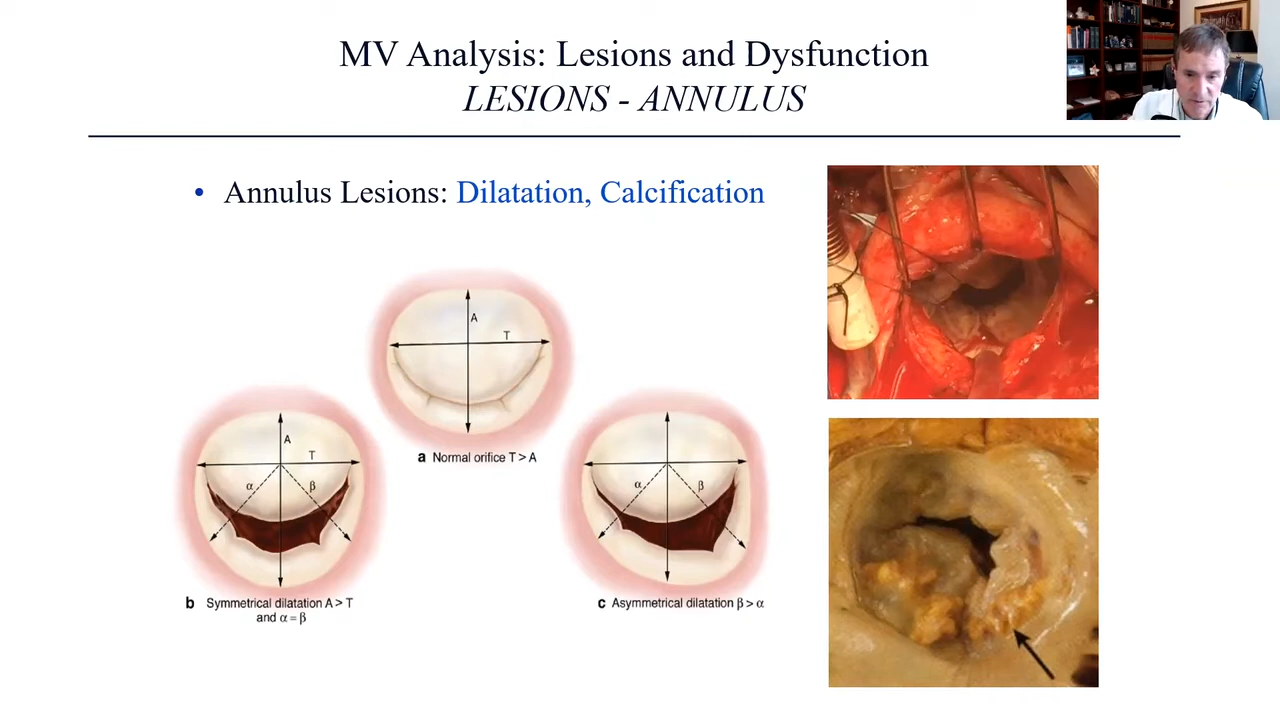 MV Analysis: Lesions and Dysfunction
LESIONS - ANNULUS
• Annulus Lesions: Dilatation, Calcification
A
T
a Normal orifice T > A
A
T
α
β
b Symmetrical dilatation A > T
and α = β
α
β
c Asymmetrical dilatation β > α